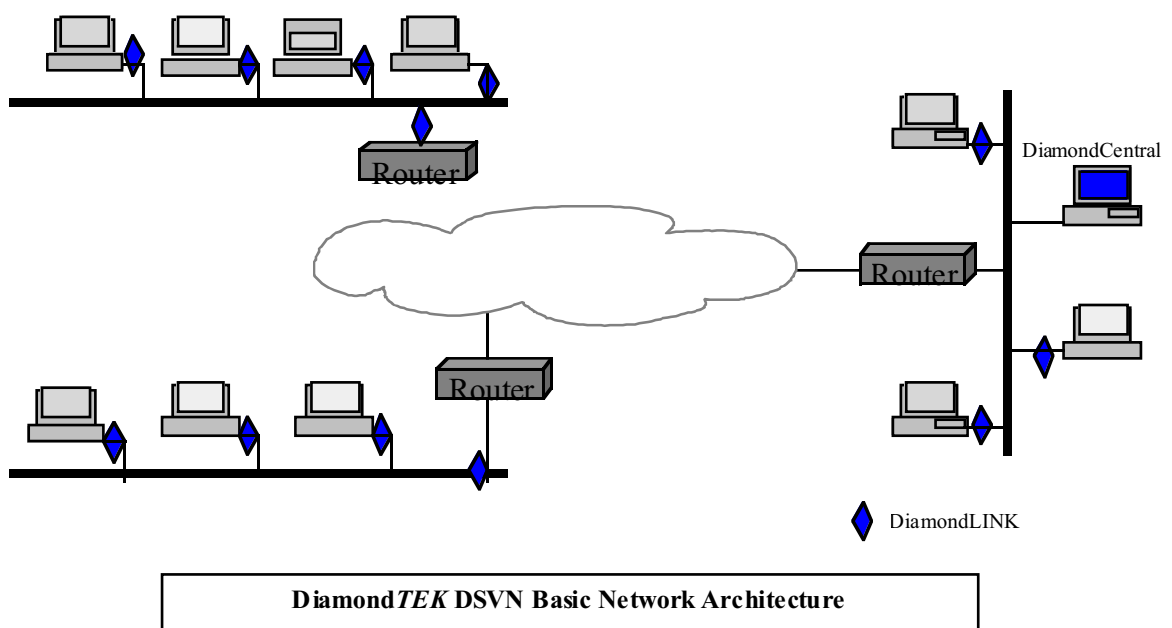 Router
DiamondCentral
Router
Router
DiamondLINK
DiamondTEK DSVN Basic Network Architecture